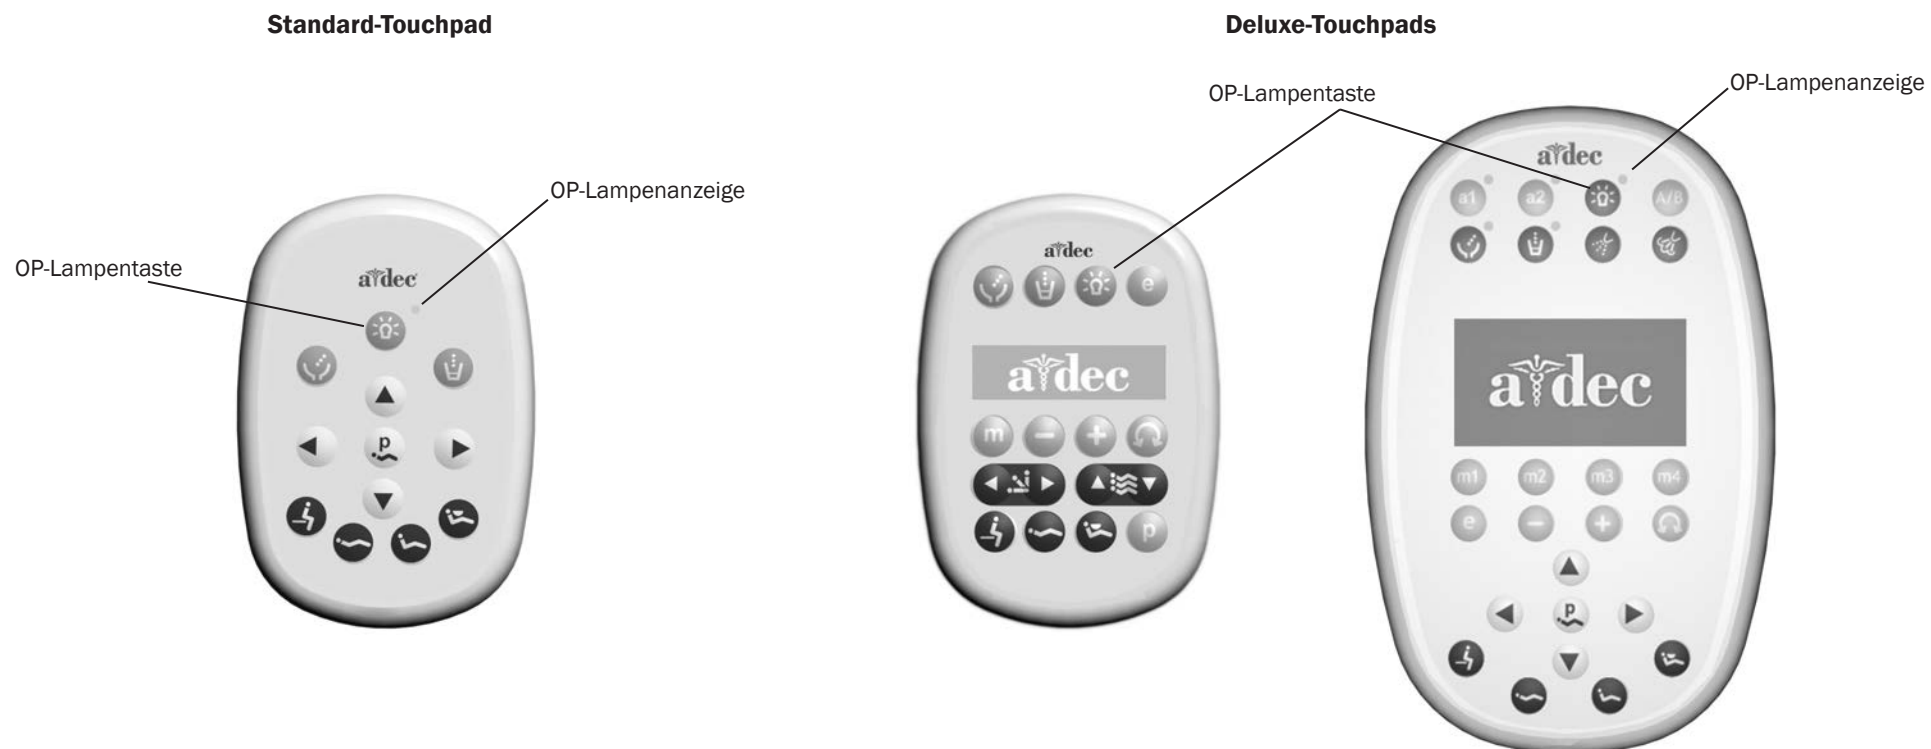 Standard-Touchpad
OP-Lampentaste
OP-Lampenanzeige
a dec
p
Deluxe-Touchpads
OP-Lampentaste
OP-Lampenanzeige
a dec
e
a dec
m − +
p
a dec
a1 a2 A/B
a dec
m1 m2 m3 m4
e − +
p